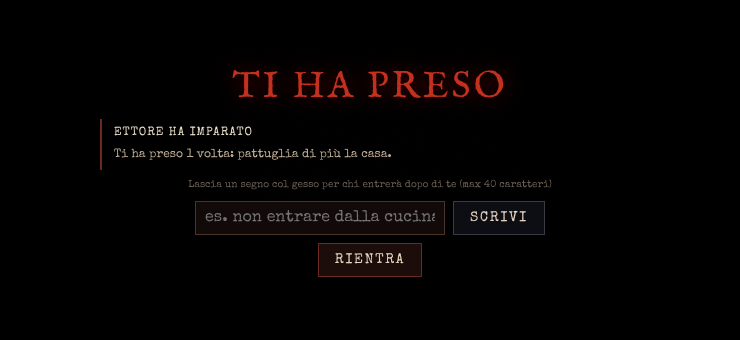 TI HA PRESO
ETTORE HA IMPARATO
Ti ha preso 1 volta: pattuglia di più la casa.
Lascia un segno col gesso per chi entrerà dopo di te (max 40 caratteri)
es. non entrare dalla cucina
SCRIVI
RIENTRA